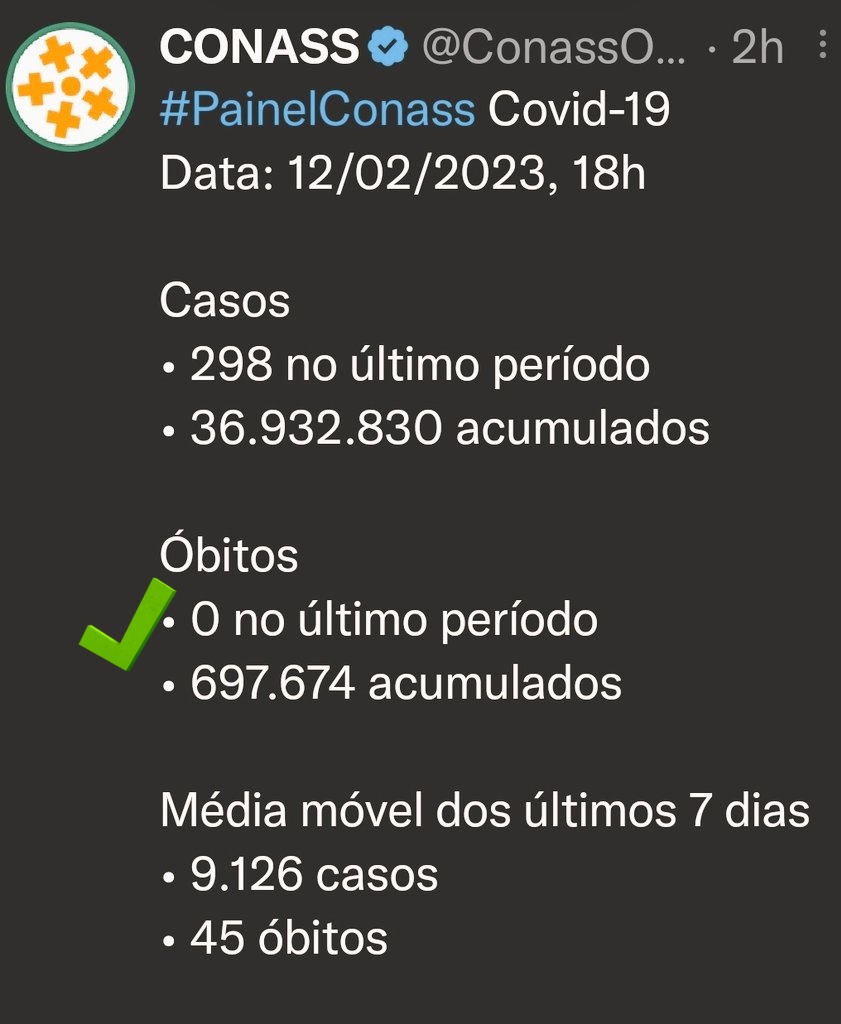 CONASS @ConassO... · 2h
#PainelConass Covid-19
Data: 12/02/2023, 18h
Casos
• 298 no último período
• 36.932.830 acumulados
Óbitos
• 0 no último período
• 697.674 acumulados
Média móvel dos últimos 7 dias
• 9.126 casos
• 45 óbitos